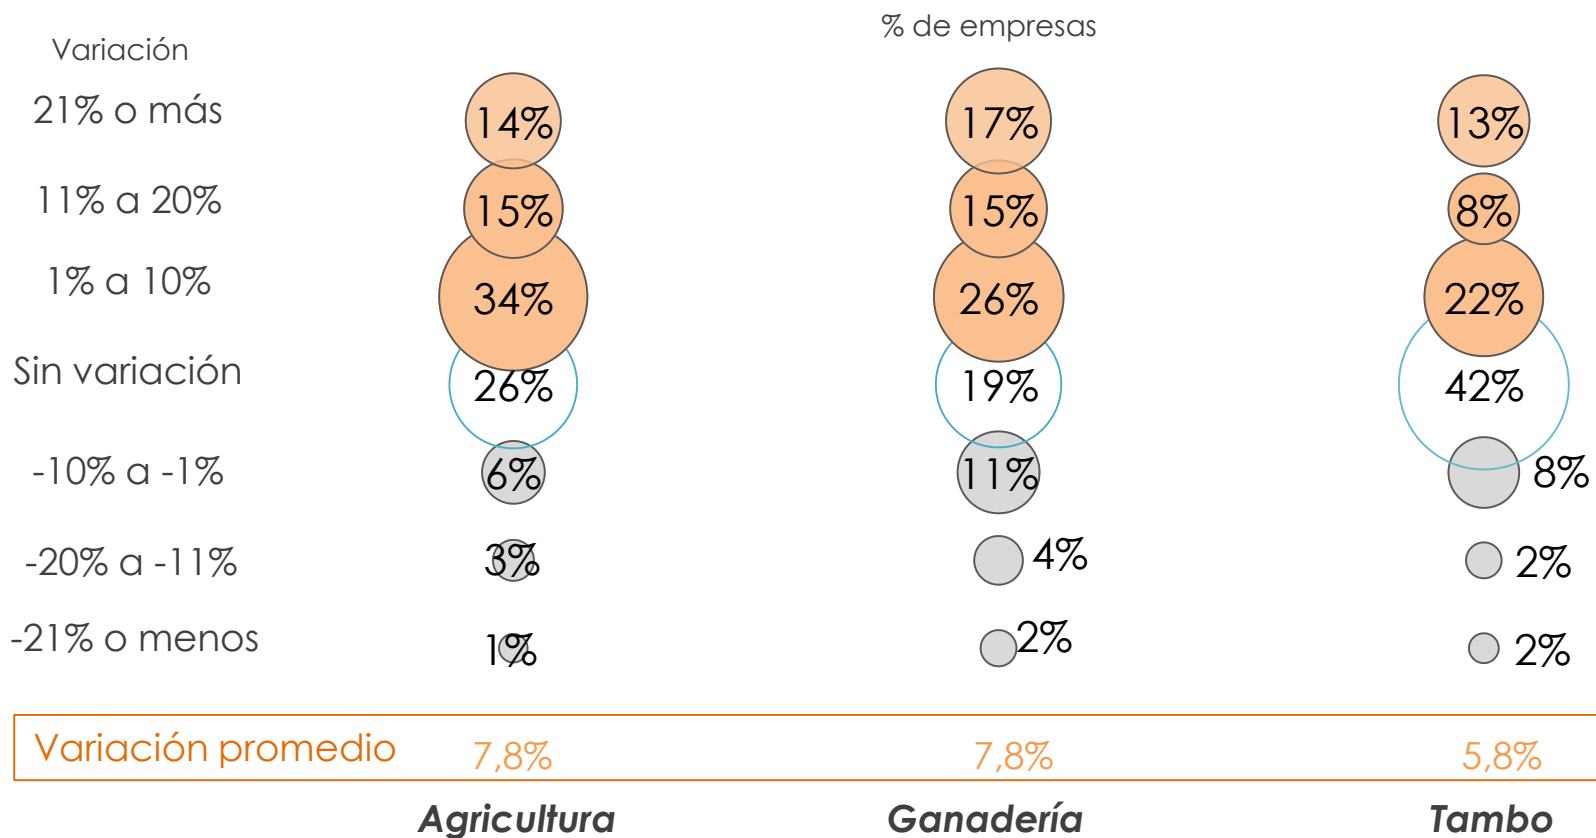 % de empresas
Variación
21% o más 14% 17% 13%
11% a 20% 15% 15% 8%
1% a 10% 34% 26% 22%
Sin variación 26% 19% 42%
-10% a -1% 6% 11% 8%
-20% a -11% 3% 4% 2%
-21% o menos 1% 2% 2%
Variación promedio 7,8% 7,8% 5,8%
Agricultura Ganadería Tambo